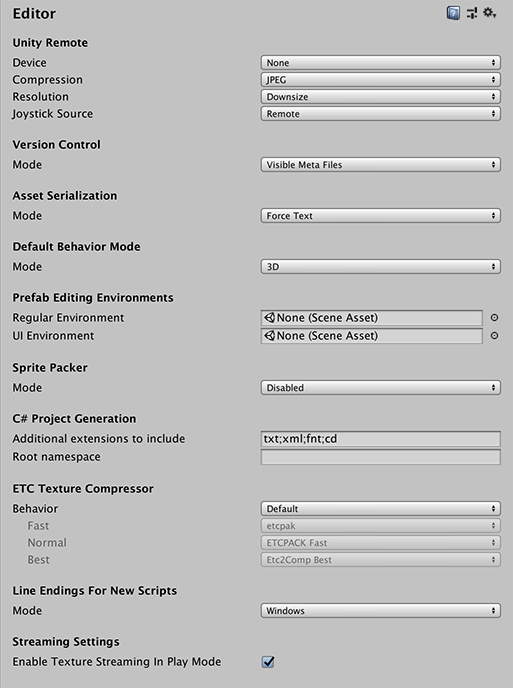 Editor
Unity Remote
Device None
Compression JPEG
Resolution Downsize
Joystick Source Remote
Version Control
Mode Visible Meta Files
Asset Serialization
Mode Force Text
Default Behavior Mode
Mode 3D
Prefab Editing Environments
Regular Environment None (Scene Asset)
UI Environment None (Scene Asset)
Sprite Packer
Mode Disabled
C# Project Generation
Additional extensions to include txt;xml;fnt;cd
Root namespace
ETC Texture Compressor
Behavior Default
Fast etcpak
Normal ETCPACK Fast
Best Etc2Comp Best
Line Endings For New Scripts
Mode Windows
Streaming Settings
Enable Texture Streaming In Play Mode